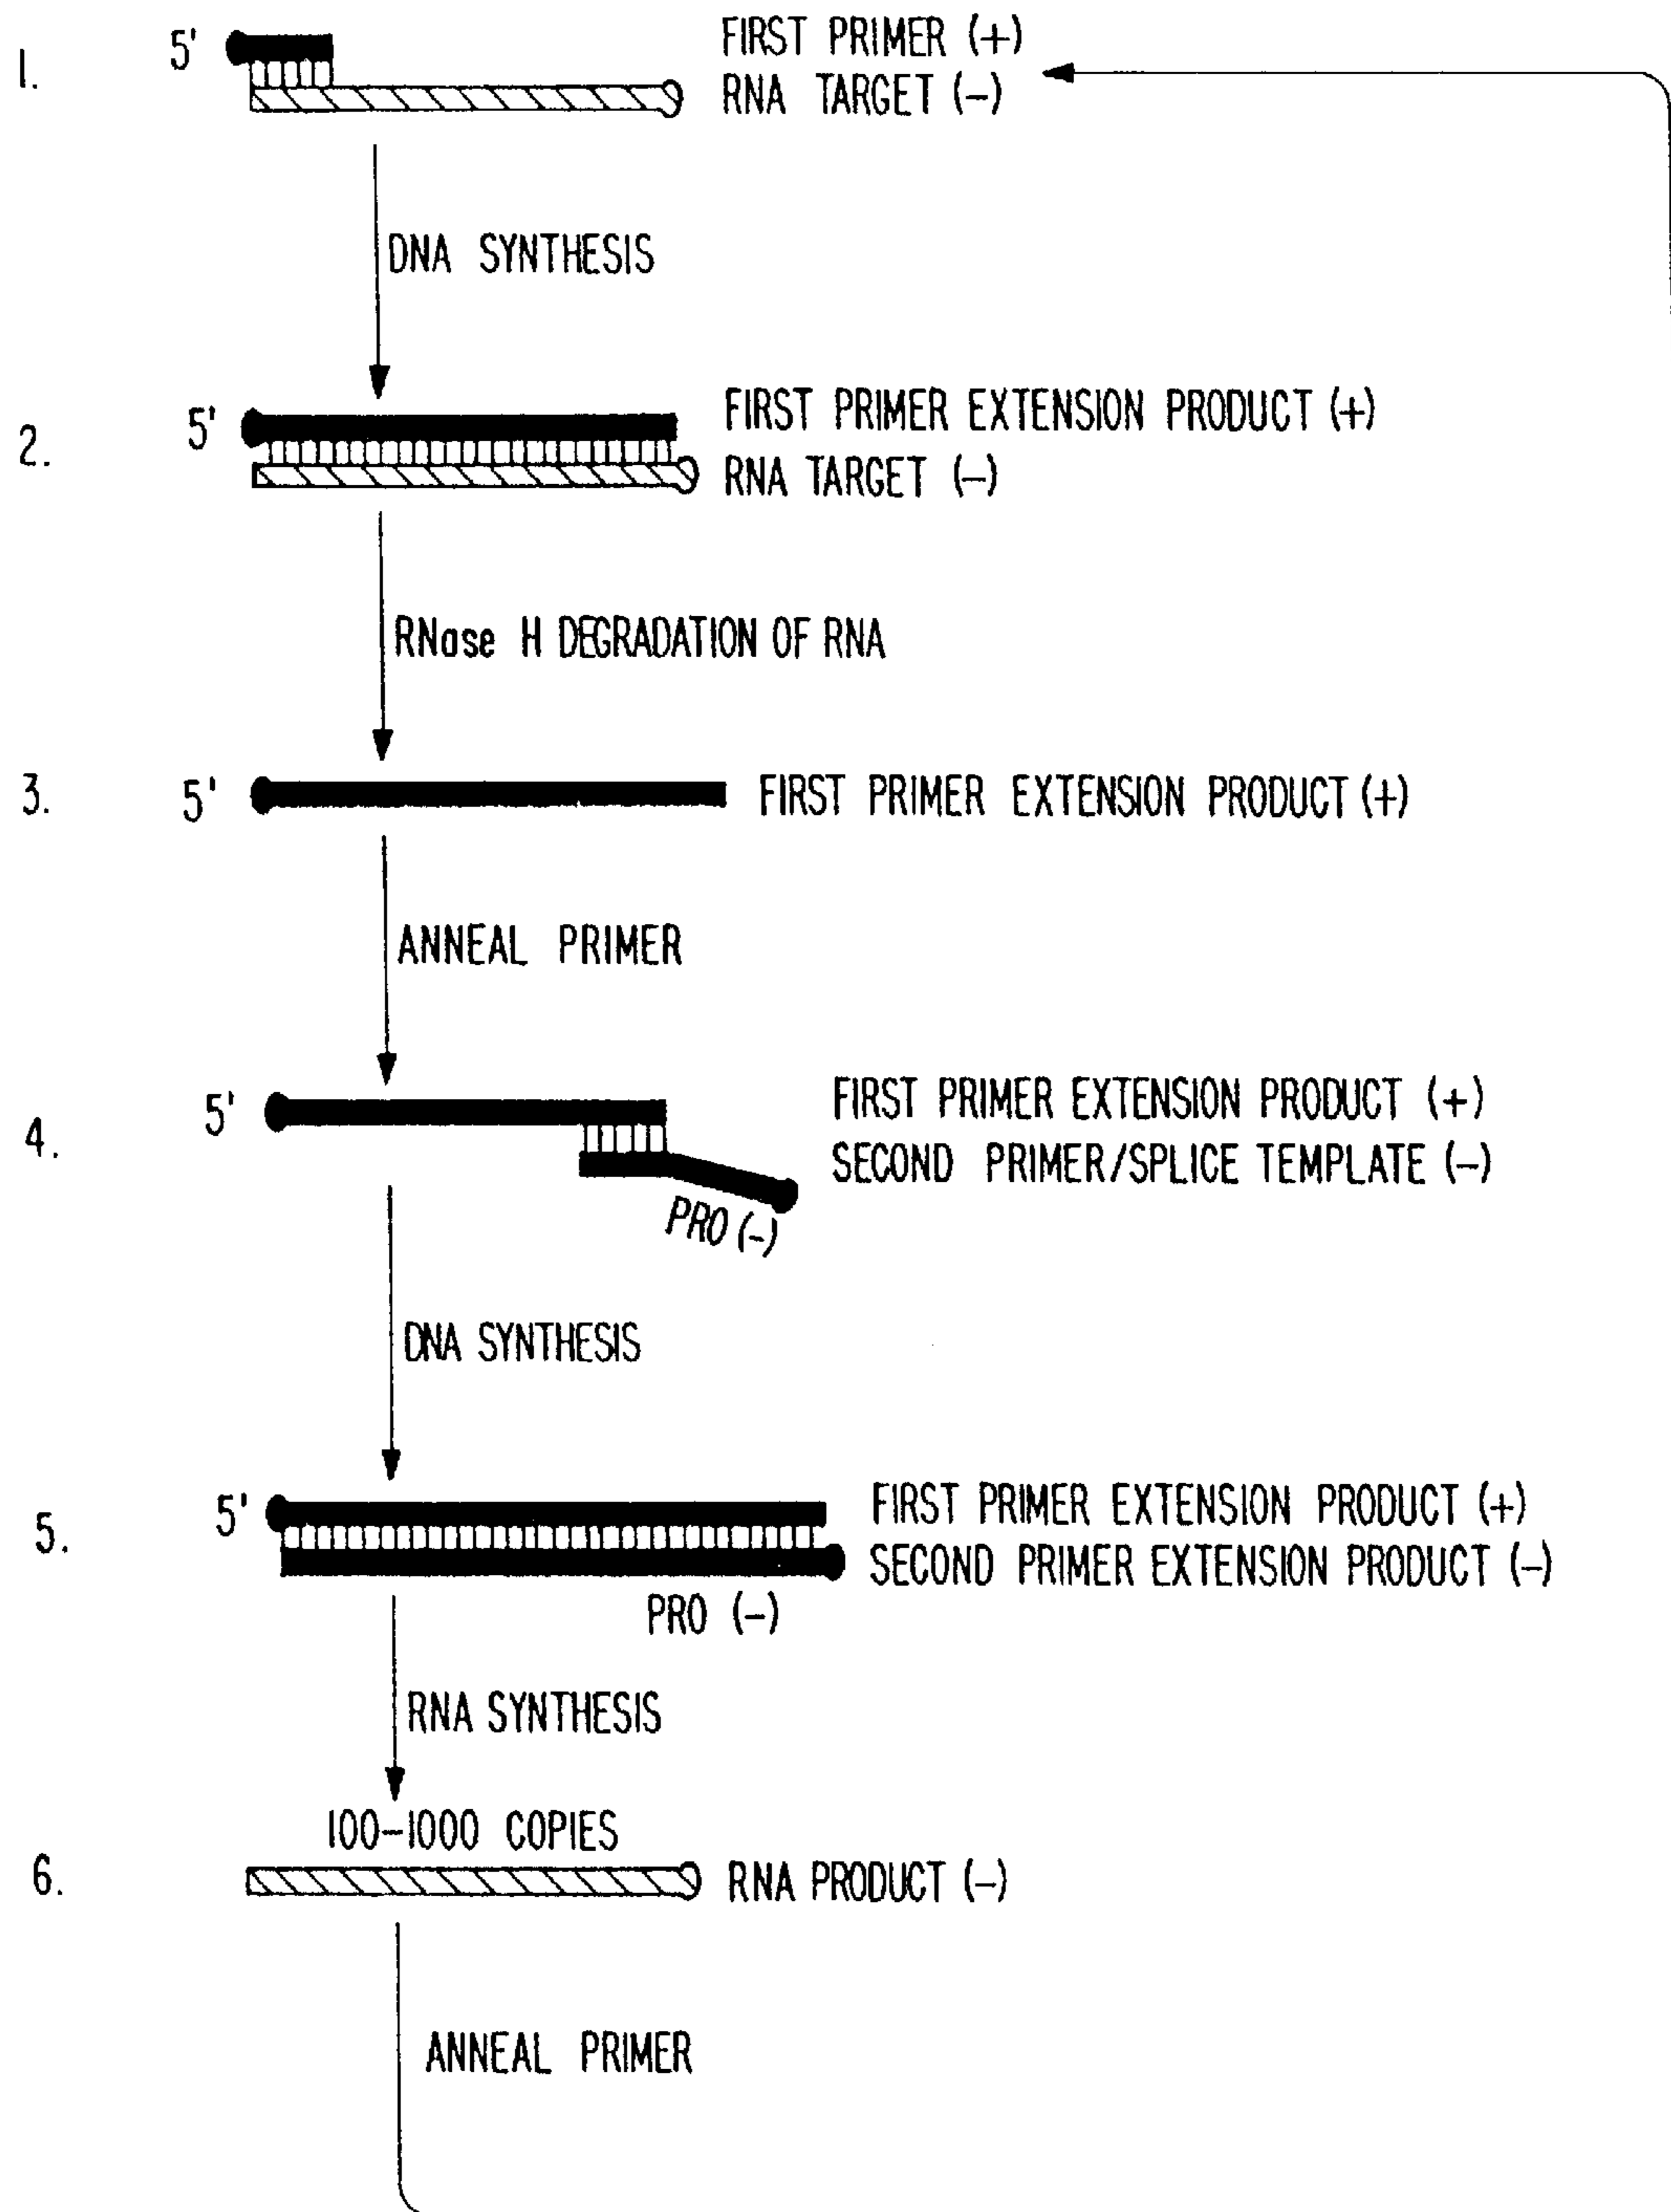 1.
5'
FIRST PRIMER (+)
RNA TARGET (-)
DNA SYNTHESIS
2.
5'
FIRST PRIMER EXTENSION PRODUCT (+)
RNA TARGET (-)
RNase H DEGRADATION OF RNA
3.
5'
FIRST PRIMER EXTENSION PRODUCT (+)
ANNEAL PRIMER
4.
5'
FIRST PRIMER EXTENSION PRODUCT (+)
SECOND PRIMER/SPLICE TEMPLATE (-)
PRO (-)
DNA SYNTHESIS
5.
5'
FIRST PRIMER EXTENSION PRODUCT (+)
SECOND PRIMER EXTENSION PRODUCT (-)
PRO (-)
RNA SYNTHESIS
100-1000 COPIES
6.
RNA PRODUCT (-)
ANNEAL PRIMER